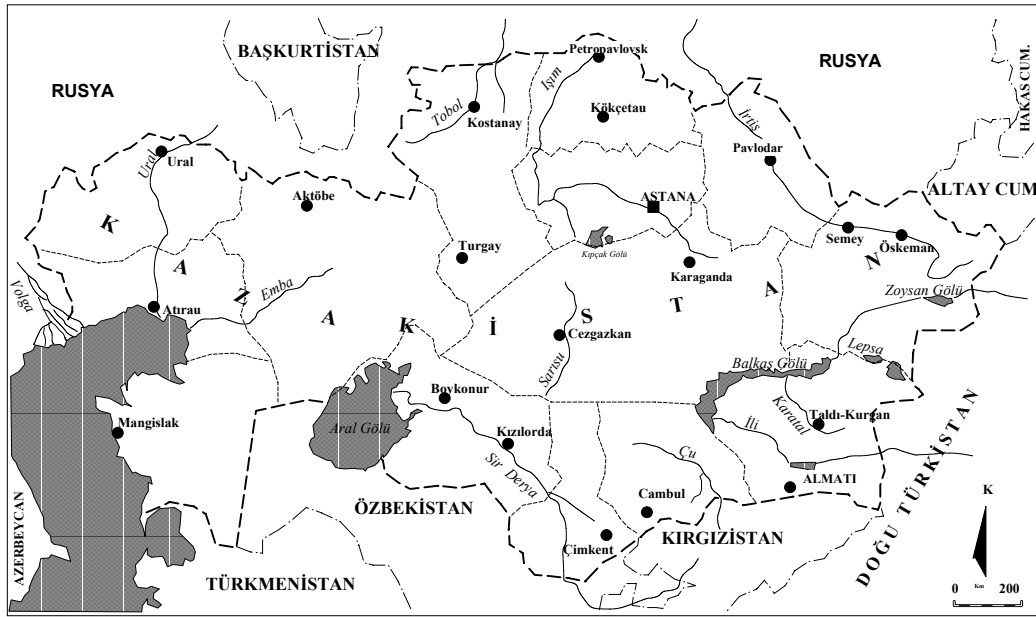 BAŞKURTİSTAN
RUSYA
RUSYA
HAKAS CUM.
ALTAY CUM.
Petropavlovsk
Işım
Tobol
Kostanay
Kökçetau
İrtiş
Pavlodar
Ural
Ural
Aktöbe
ASTANA
Semey
Öskeman
Turgay
Kıpçak Gölü
Karaganda
K A Z A K İ S T A N
Volga
Atırau
Emba
Zoysan Gölü
Cezgazkan
Sarısu
Balkaş Gölü
Lepsa
Boykonur
Karatal
Taldı-Kurgan
Mangislak
Aral Gölü
Kızılorda
İli
Sir Derya
Çu
ALMATI
Cambul
Çimkent
ÖZBEKİSTAN
KIRGIZİSTAN
DOĞU TÜRKİSTAN
AZERBEYCAN
TÜRKMENİSTAN
K
0 Km 200